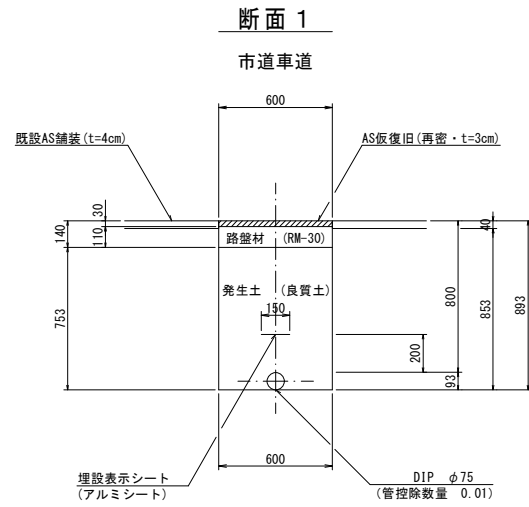 断面１
市道車道
600
既設AS舗装(t=4cm)
AS仮復旧(再密・t=3cm)
30
40
140
110
路盤材 (RM-30)
発生土 (良質土)
150
753
800
853
893
200
93
600
埋設表示シート
(アルミシート)
DIP φ75
(管控除数量 0.01)